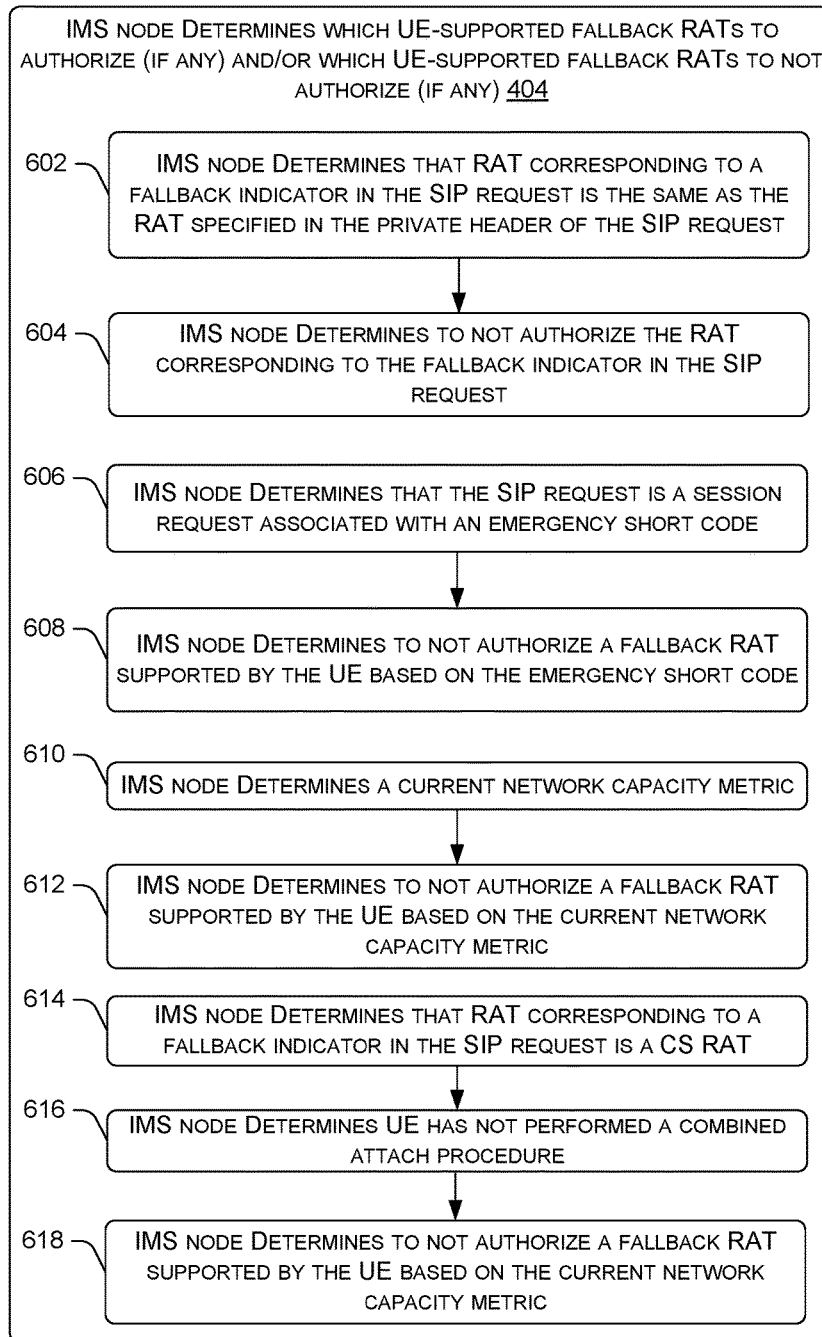 IMS NODE DETERMINES WHICH UE-SUPPORTED FALLBACK RATS TO
AUTHORIZE (IF ANY) AND/OR WHICH UE-SUPPORTED FALLBACK RATS TO NOT
AUTHORIZE (IF ANY) 404
602
IMS NODE DETERMINES THAT RAT CORRESPONDING TO A
FALLBACK INDICATOR IN THE SIP REQUEST IS THE SAME AS THE
RAT SPECIFIED IN THE PRIVATE HEADER OF THE SIP REQUEST
604
IMS NODE DETERMINES TO NOT AUTHORIZE THE RAT
CORRESPONDING TO THE FALLBACK INDICATOR IN THE SIP
REQUEST
606
IMS NODE DETERMINES THAT THE SIP REQUEST IS A SESSION
REQUEST ASSOCIATED WITH AN EMERGENCY SHORT CODE
608
IMS NODE DETERMINES TO NOT AUTHORIZE A FALLBACK RAT
SUPPORTED BY THE UE BASED ON THE EMERGENCY SHORT CODE
610
IMS NODE DETERMINES A CURRENT NETWORK CAPACITY METRIC
612
IMS NODE DETERMINES TO NOT AUTHORIZE A FALLBACK RAT
SUPPORTED BY THE UE BASED ON THE CURRENT NETWORK
CAPACITY METRIC
614
IMS NODE DETERMINES THAT RAT CORRESPONDING TO A
FALLBACK INDICATOR IN THE SIP REQUEST IS A CS RAT
616
IMS NODE DETERMINES UE HAS NOT PERFORMED A COMBINED
ATTACH PROCEDURE
618
IMS NODE DETERMINES TO NOT AUTHORIZE A FALLBACK RAT
SUPPORTED BY THE UE BASED ON THE CURRENT NETWORK
CAPACITY METRIC